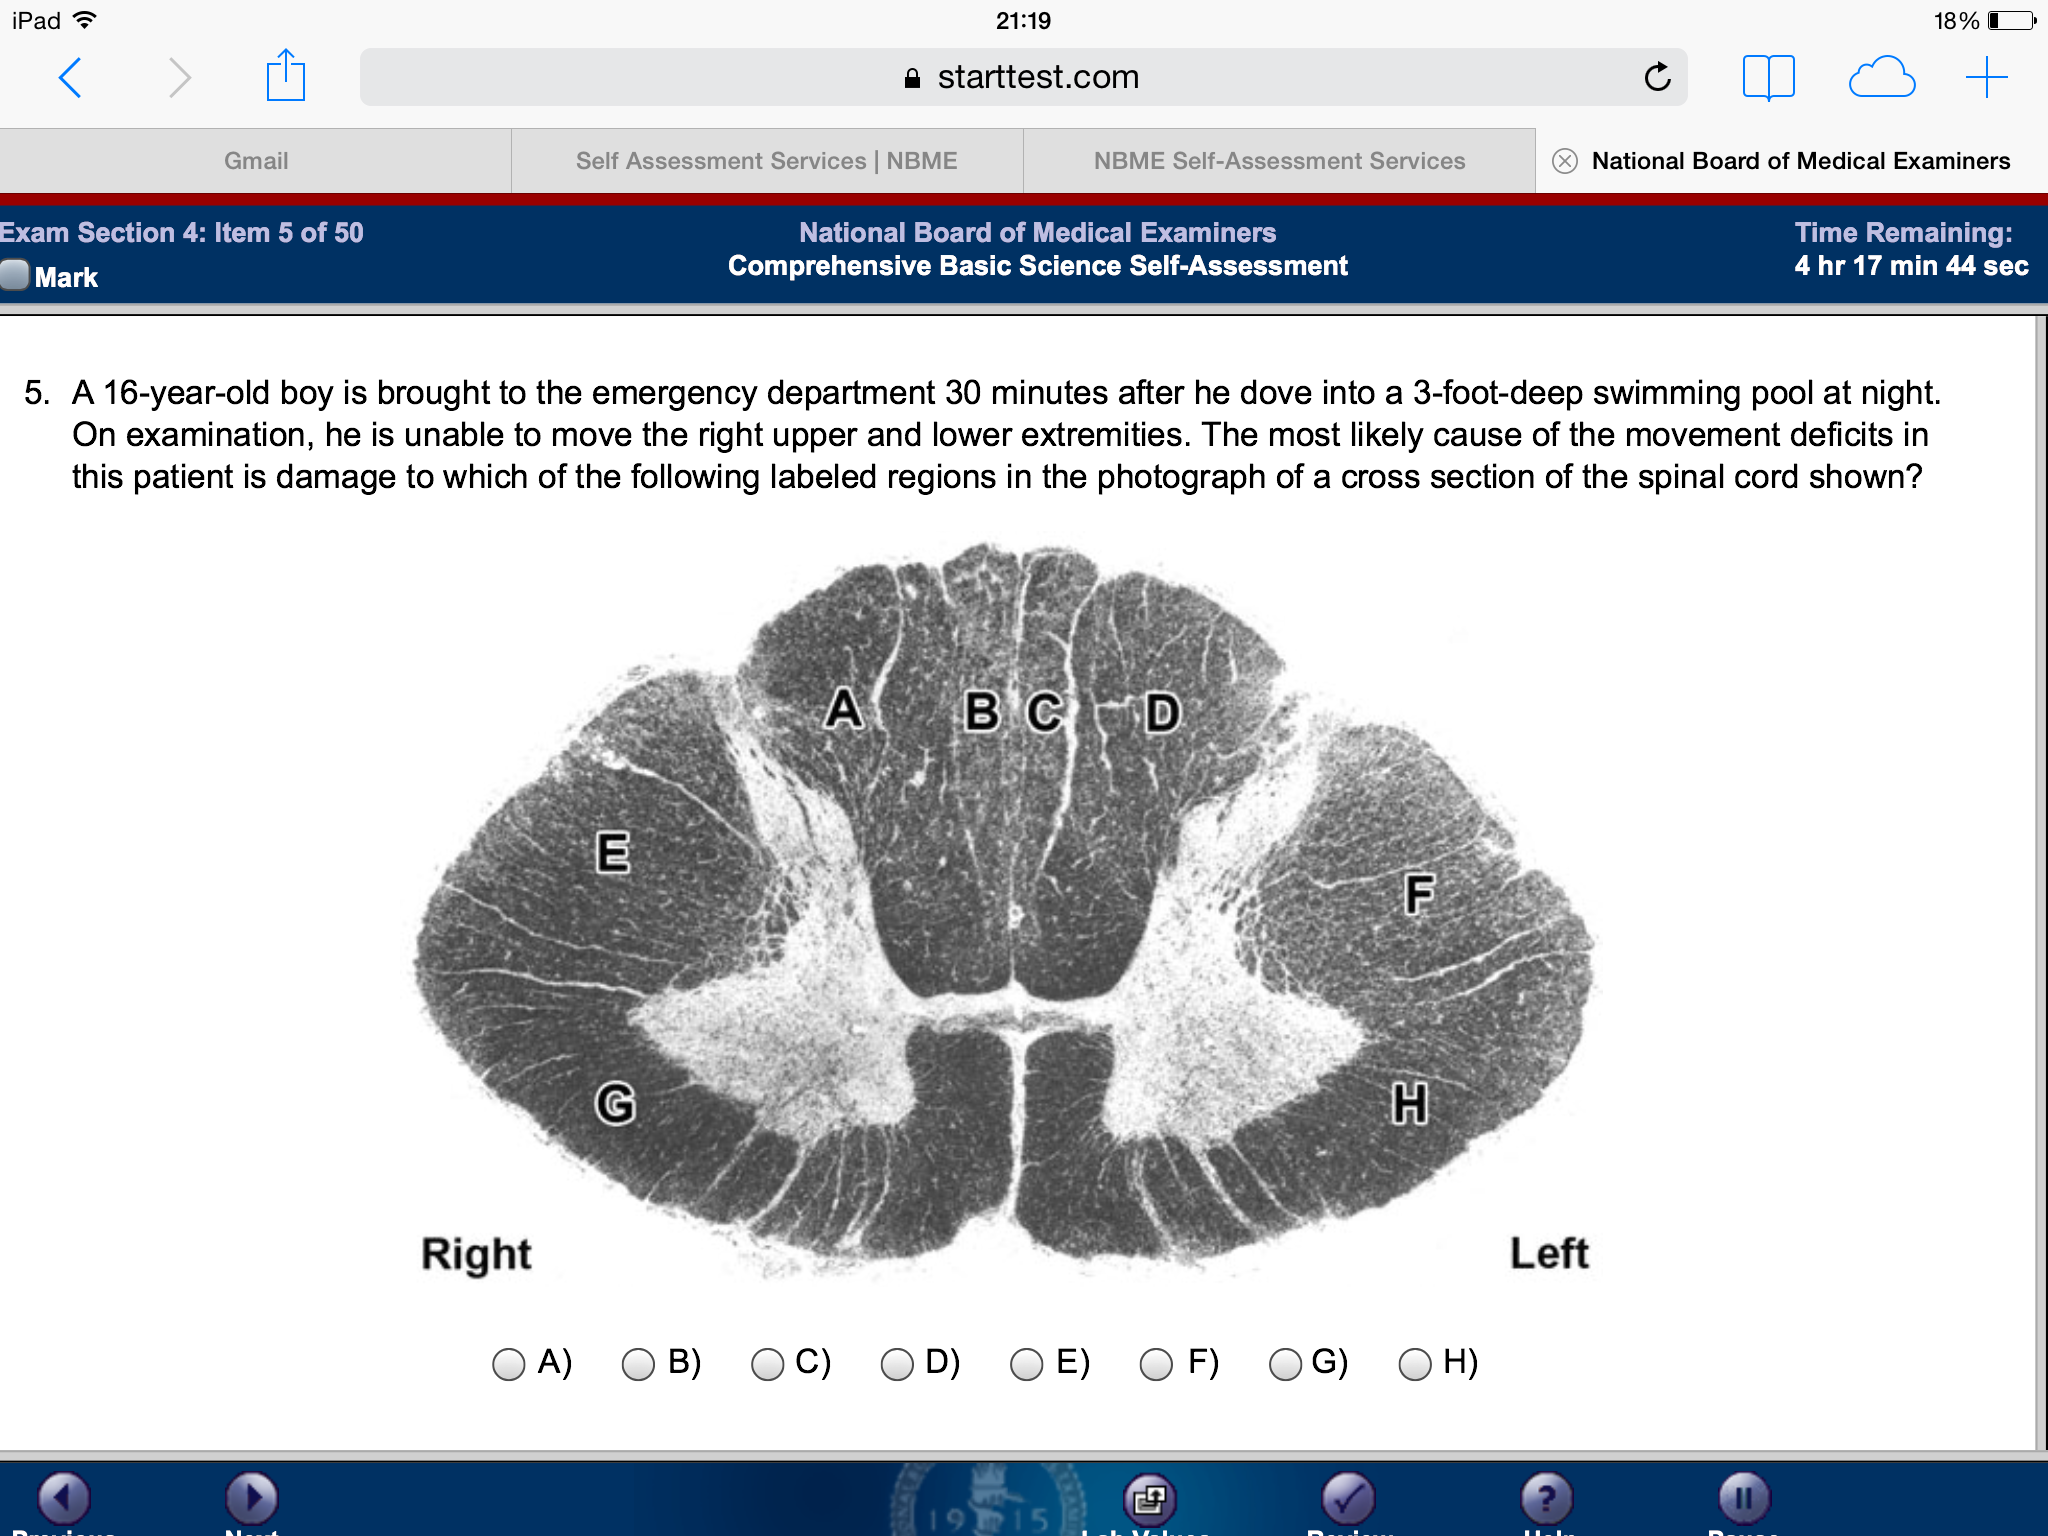 iPad
21:19
18%
starttest.com
Gmail
Self Assessment Services | NBME
NBME Self-Assessment Services
National Board of Medical Examiners
Exam Section 4: Item 5 of 50
National Board of Medical Examiners
Time Remaining:
Mark
Comprehensive Basic Science Self-Assessment
4 hr 17 min 44 sec
5. A 16-year-old boy is brought to the emergency department 30 minutes after he dove into a 3-foot-deep swimming pool at night.
On examination, he is unable to move the right upper and lower extremities. The most likely cause of the movement deficits in
this patient is damage to which of the following labeled regions in the photograph of a cross section of the spinal cord shown?
A B C D
E F
G H
Right Left
A) B) C) D) E) F) G) H)
19 15